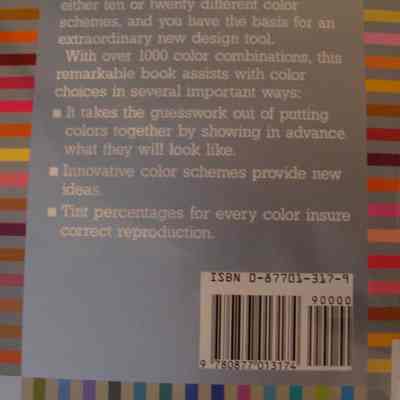 either ten or twenty different color
schemes, and you have the basis for an
extraordinary new design tool.
With over 1000 color combinations, this
remarkable book assists with color
choices in several important ways:
■ It takes the guesswork out of putting
colors together by showing in advance
what they will look like.
■ Innovative color schemes provide new
ideas.
■ Tint percentages for every color insure
correct reproduction.
ISBN 0-87701-317-9
90000
9 780877 013174